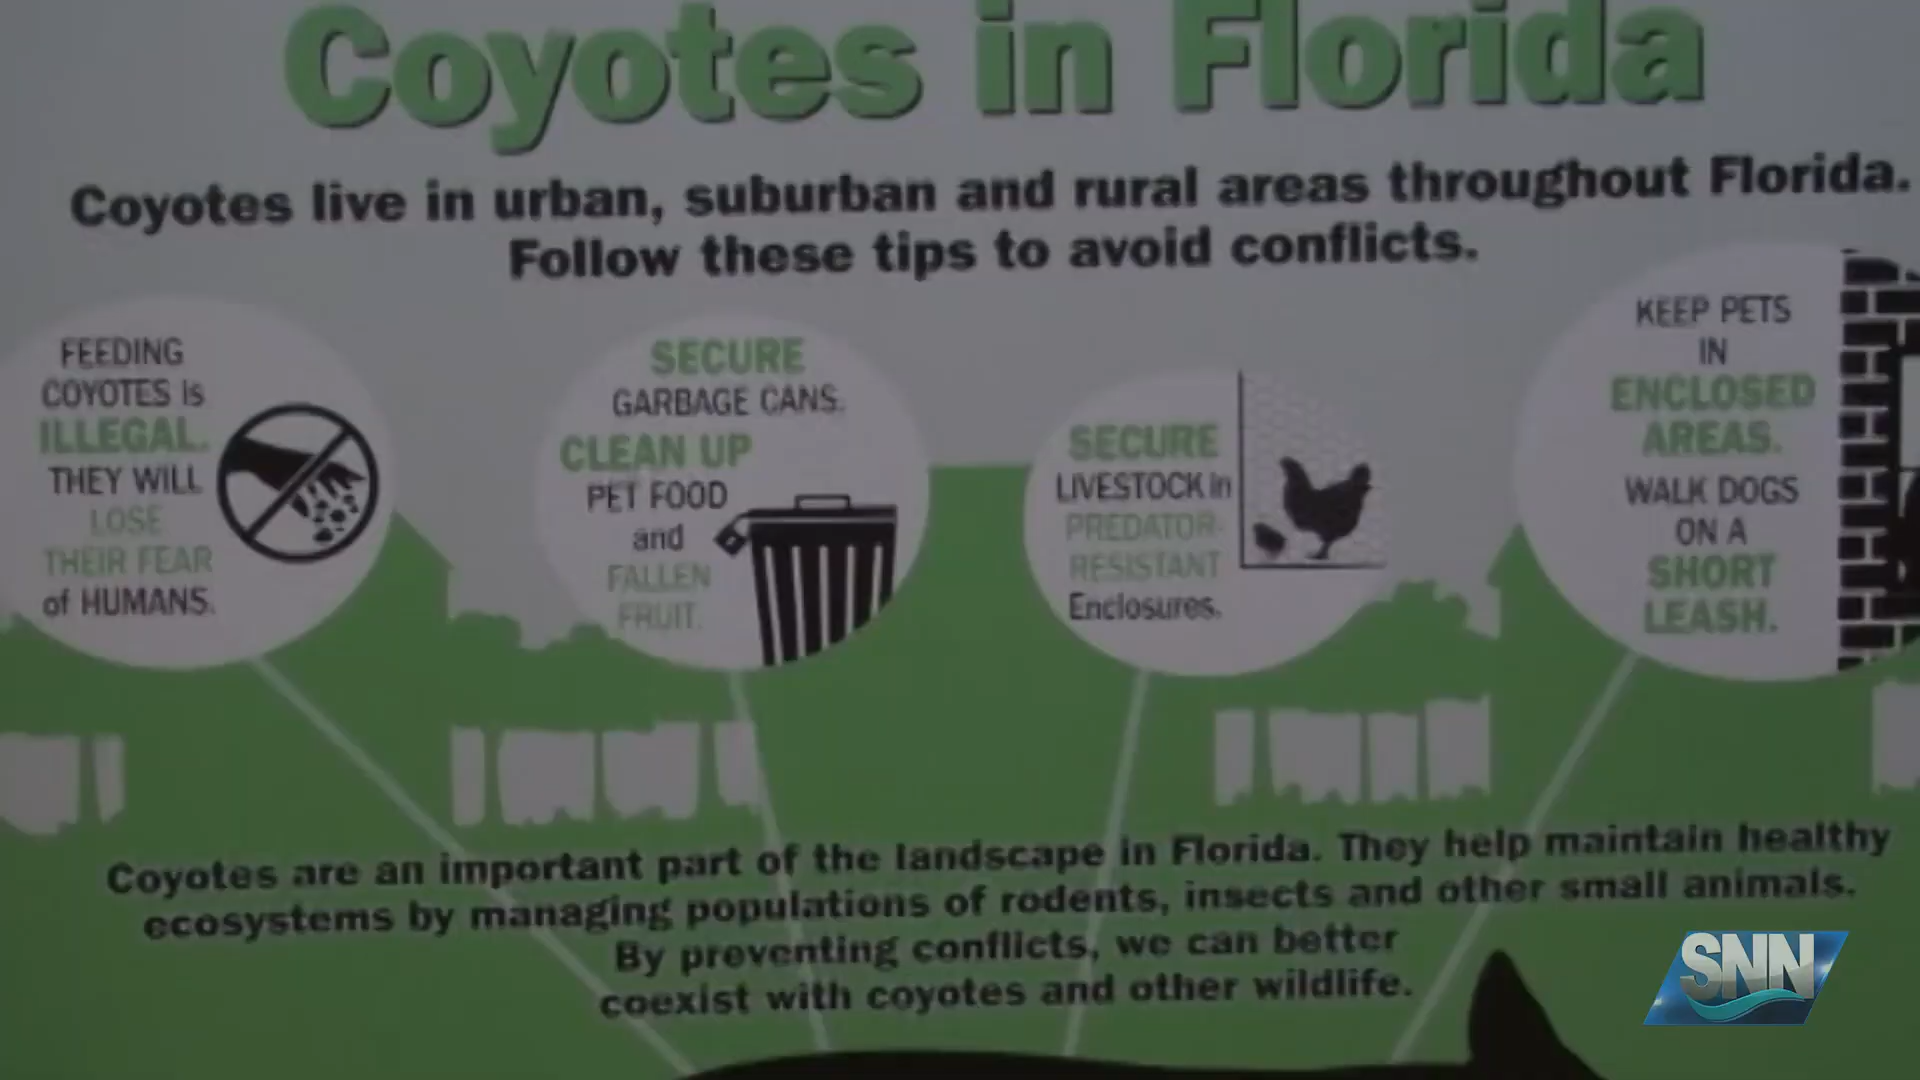 Coyotes in Florida
Coyotes live in urban, suburban and rural areas throughout Florida.
Follow these tips to avoid conflicts.
FEEDING
COYOTES is
ILLEGAL.
THEY WILL
LOSE
THEIR FEAR
of HUMANS.
SECURE
GARBAGE CANS.
CLEAN UP
PET FOOD
and
FALLEN
FRUIT.
SECURE
LIVESTOCK in
PREDATOR-
RESISTANT
Enclosures.
KEEP PETS
IN
ENCLOSED
AREAS.
WALK DOGS
ON A
SHORT
LEASH.
Coyotes are an important part of the landscape in Florida. They help maintain healthy
ecosystems by managing populations of rodents, insects and other small animals.
By preventing conflicts, we can better
coexist with coyotes and other wildlife.
SNN